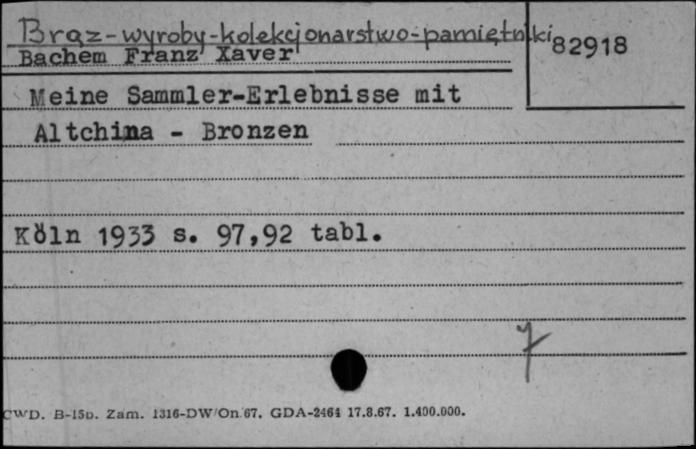 Brąz-wyroby-kolekcjonarstwo-pamiętniki
82918
Bachem Franz Xaver
Meine Sammler-Erlebnisse mit
Altchina - Bronzen
Köln 1933 s. 97,92 tabl.
7
CWD. B-15b. Zam. 1316-DW/On.67. GDA-2464 17.8.67. 1.400.000.